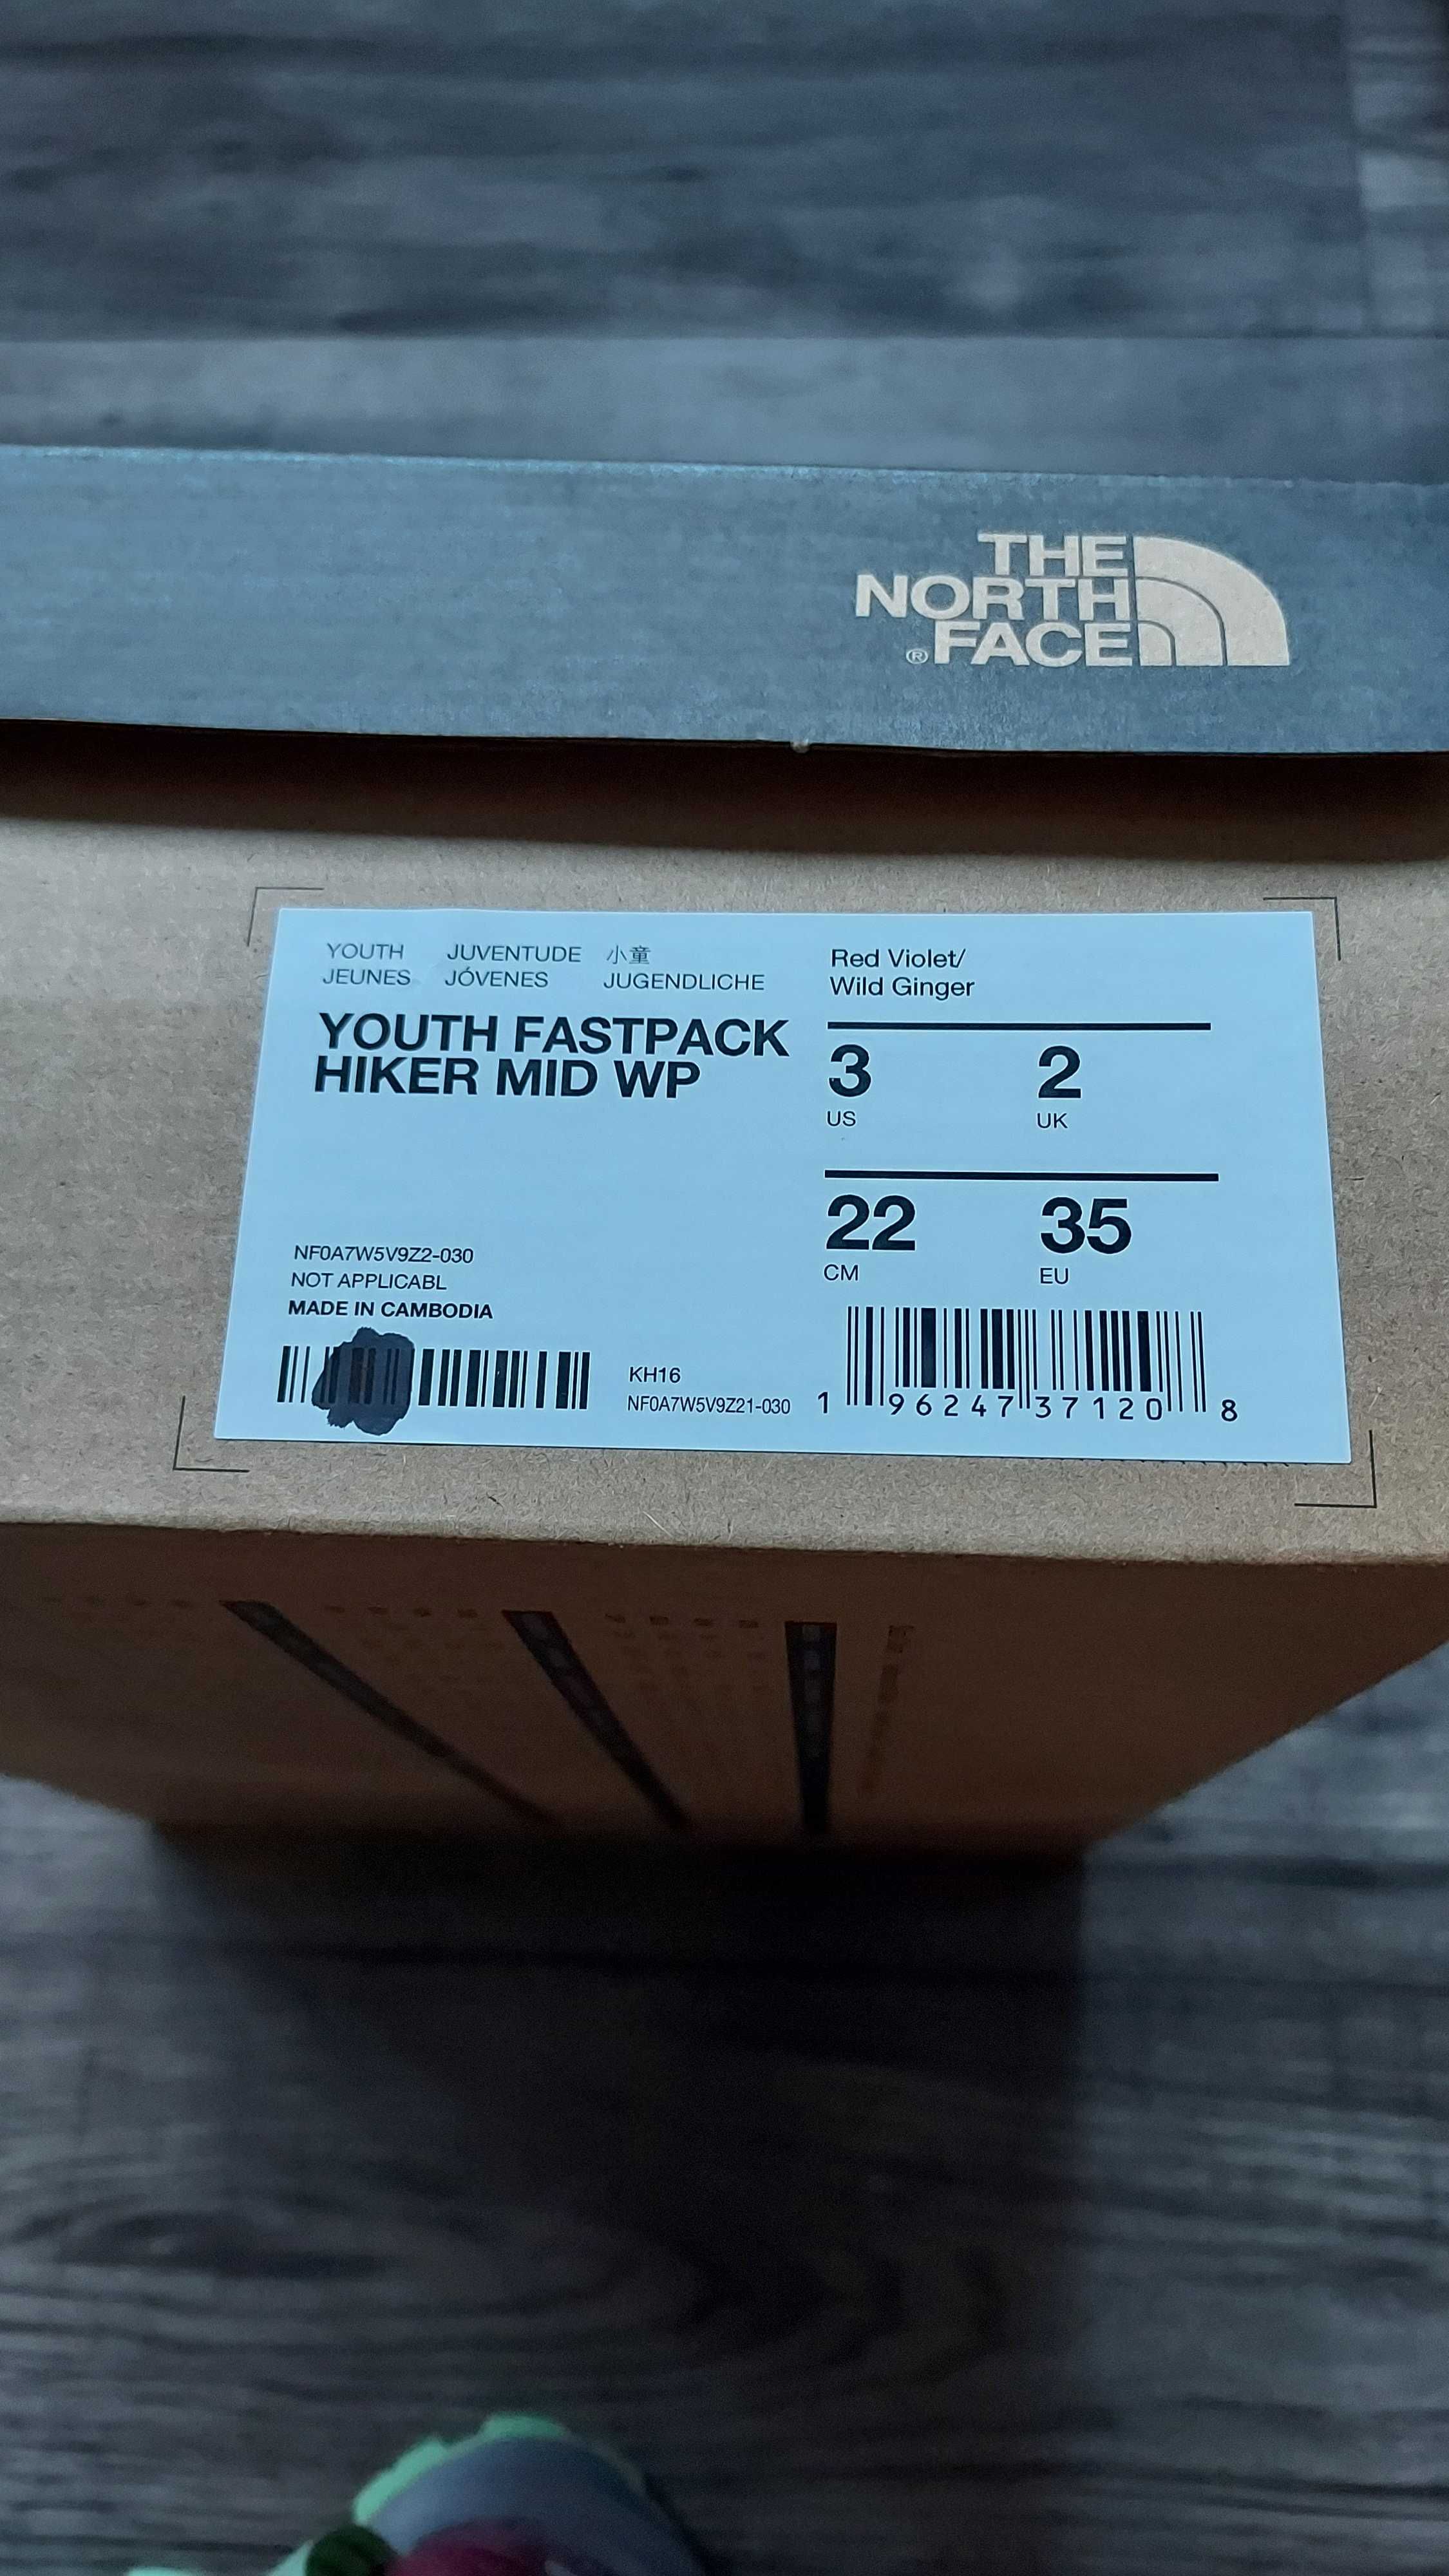 THE
NORTH
FACE
®
YOUTH JUVENTUDE 小童
JEUNES JÓVENES JUGENDLICHE
YOUTH FASTPACK
HIKER MID WP
Red Violet/
Wild Ginger
3 2
US UK
22 35
CM EU
NF0A7W5V9Z2-030
NOT APPLICABL
MADE IN CAMBODIA
KH16
NF0A7W5V9Z21-030
1 96247 37120 8